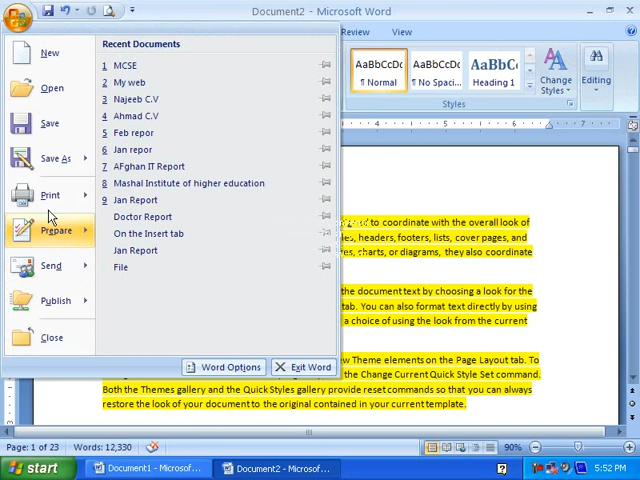 Document2 - Microsoft Word
Review View
New
Open
Save
Save As
Print
Prepare
Send
Publish
Close
Recent Documents
1 MCSE
2 My web
3 Najeeb C.V
4 Ahmad C.V
5 Feb repor
6 Jan repor
7 AFghan IT Report
8 Mashal Institute of higher education
9 Jan Report
Doctor Report
On the Insert tab
Jan Report
File
Word Options Exit Word
AaBbCcDc AaBbCcDc AaBbCc
¶ Normal ¶ No Spaci... Heading 1
Change
Styles
Editing
Styles
4 5 6
to coordinate with the overall look of
headers, footers, lists, cover pages, and
charts, or diagrams, they also coordinate
the document text by choosing a look for the
tab. You can also format text directly by using
a choice of using the look from the current
new Theme elements on the Page Layout tab. To
the Change Current Quick Style Set command.
Both the Themes gallery and the Quick Styles gallery provide reset commands so that you can always
restore the look of your document to the original contained in your current template.
Page: 1 of 23 Words: 12,330 90%
start Document1 - Microsof... Document2 - Microsof... 5:52 PM